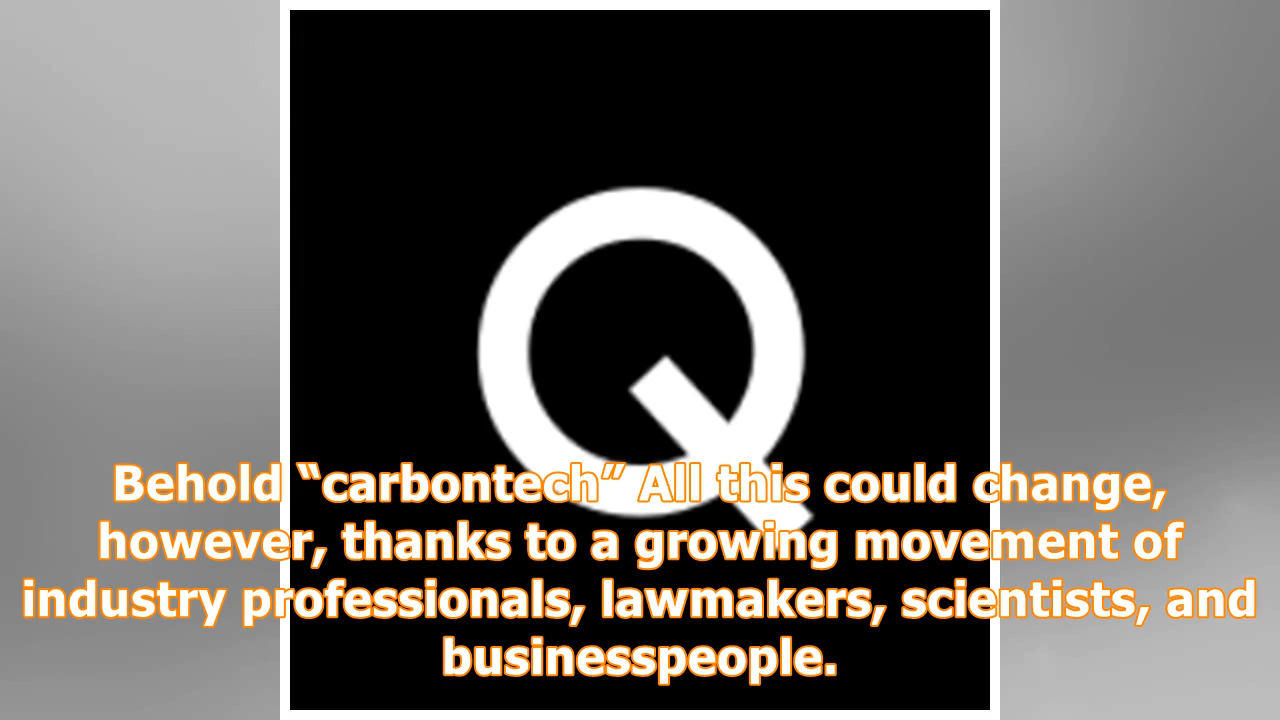 Q
Behold “carbontech” All this could change,
however, thanks to a growing movement of
industry professionals, lawmakers, scientists, and
businesspeople.